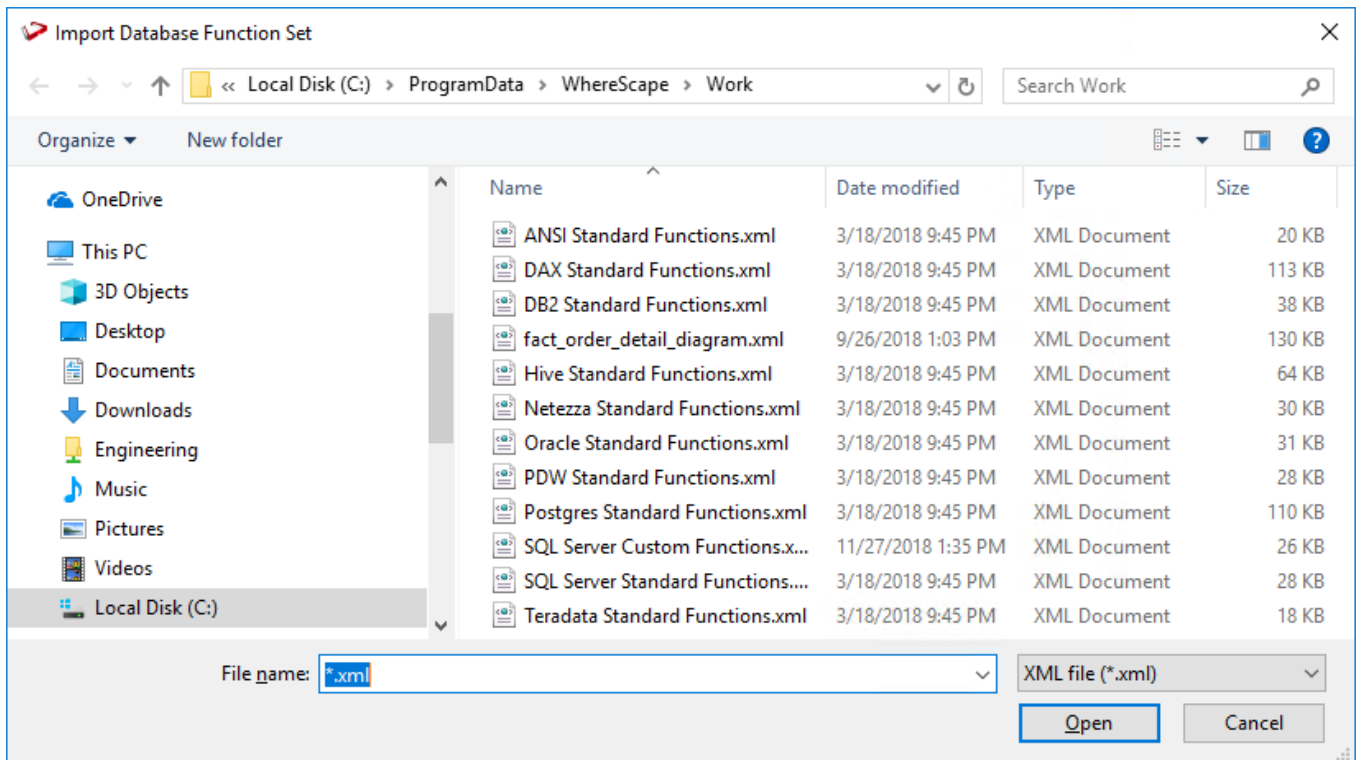 Import Database Function Set
« Local Disk (C:) > ProgramData > WhereScape > Work
Search Work
Organize
New folder
?
OneDrive
This PC
3D Objects
Desktop
Documents
Downloads
Engineering
Music
Pictures
Videos
Local Disk (C:)
Name Date modified Type Size
ANSI Standard Functions.xml 3/18/2018 9:45 PM XML Document 20 KB
DAX Standard Functions.xml 3/18/2018 9:45 PM XML Document 113 KB
DB2 Standard Functions.xml 3/18/2018 9:45 PM XML Document 38 KB
fact_order_detail_diagram.xml 9/26/2018 1:03 PM XML Document 130 KB
Hive Standard Functions.xml 3/18/2018 9:45 PM XML Document 64 KB
Netezza Standard Functions.xml 3/18/2018 9:45 PM XML Document 30 KB
Oracle Standard Functions.xml 3/18/2018 9:45 PM XML Document 31 KB
PDW Standard Functions.xml 3/18/2018 9:45 PM XML Document 28 KB
Postgres Standard Functions.xml 3/18/2018 9:45 PM XML Document 110 KB
SQL Server Custom Functions.x... 11/27/2018 1:35 PM XML Document 26 KB
SQL Server Standard Functions.... 3/18/2018 9:45 PM XML Document 28 KB
Teradata Standard Functions.xml 3/18/2018 9:45 PM XML Document 18 KB
File name: *.xml
XML file (*.xml)
Open
Cancel